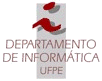 DEPARTAMENTO
DE INFORMÁTICA
UFPE